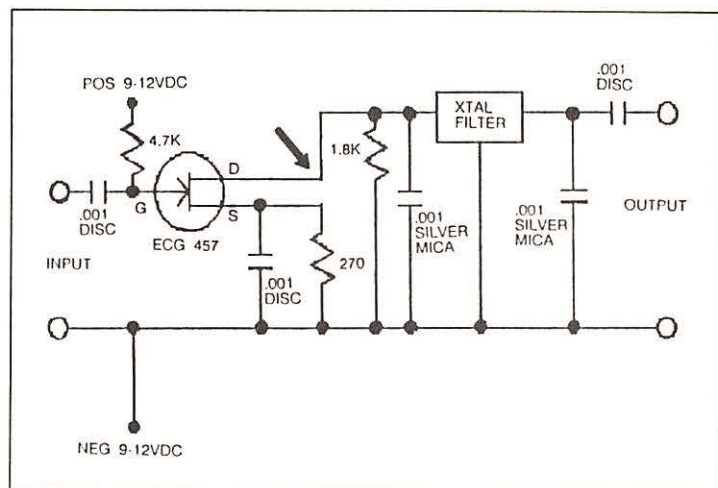 POS 9-12VDC
4.7K
D
G
S
.001
DISC
ECG 457
INPUT
.001
DISC
270
1.8K
.001
SILVER
MICA
XTAL
FILTER
.001
SILVER
MICA
.001
DISC
OUTPUT
NEG 9-12VDC